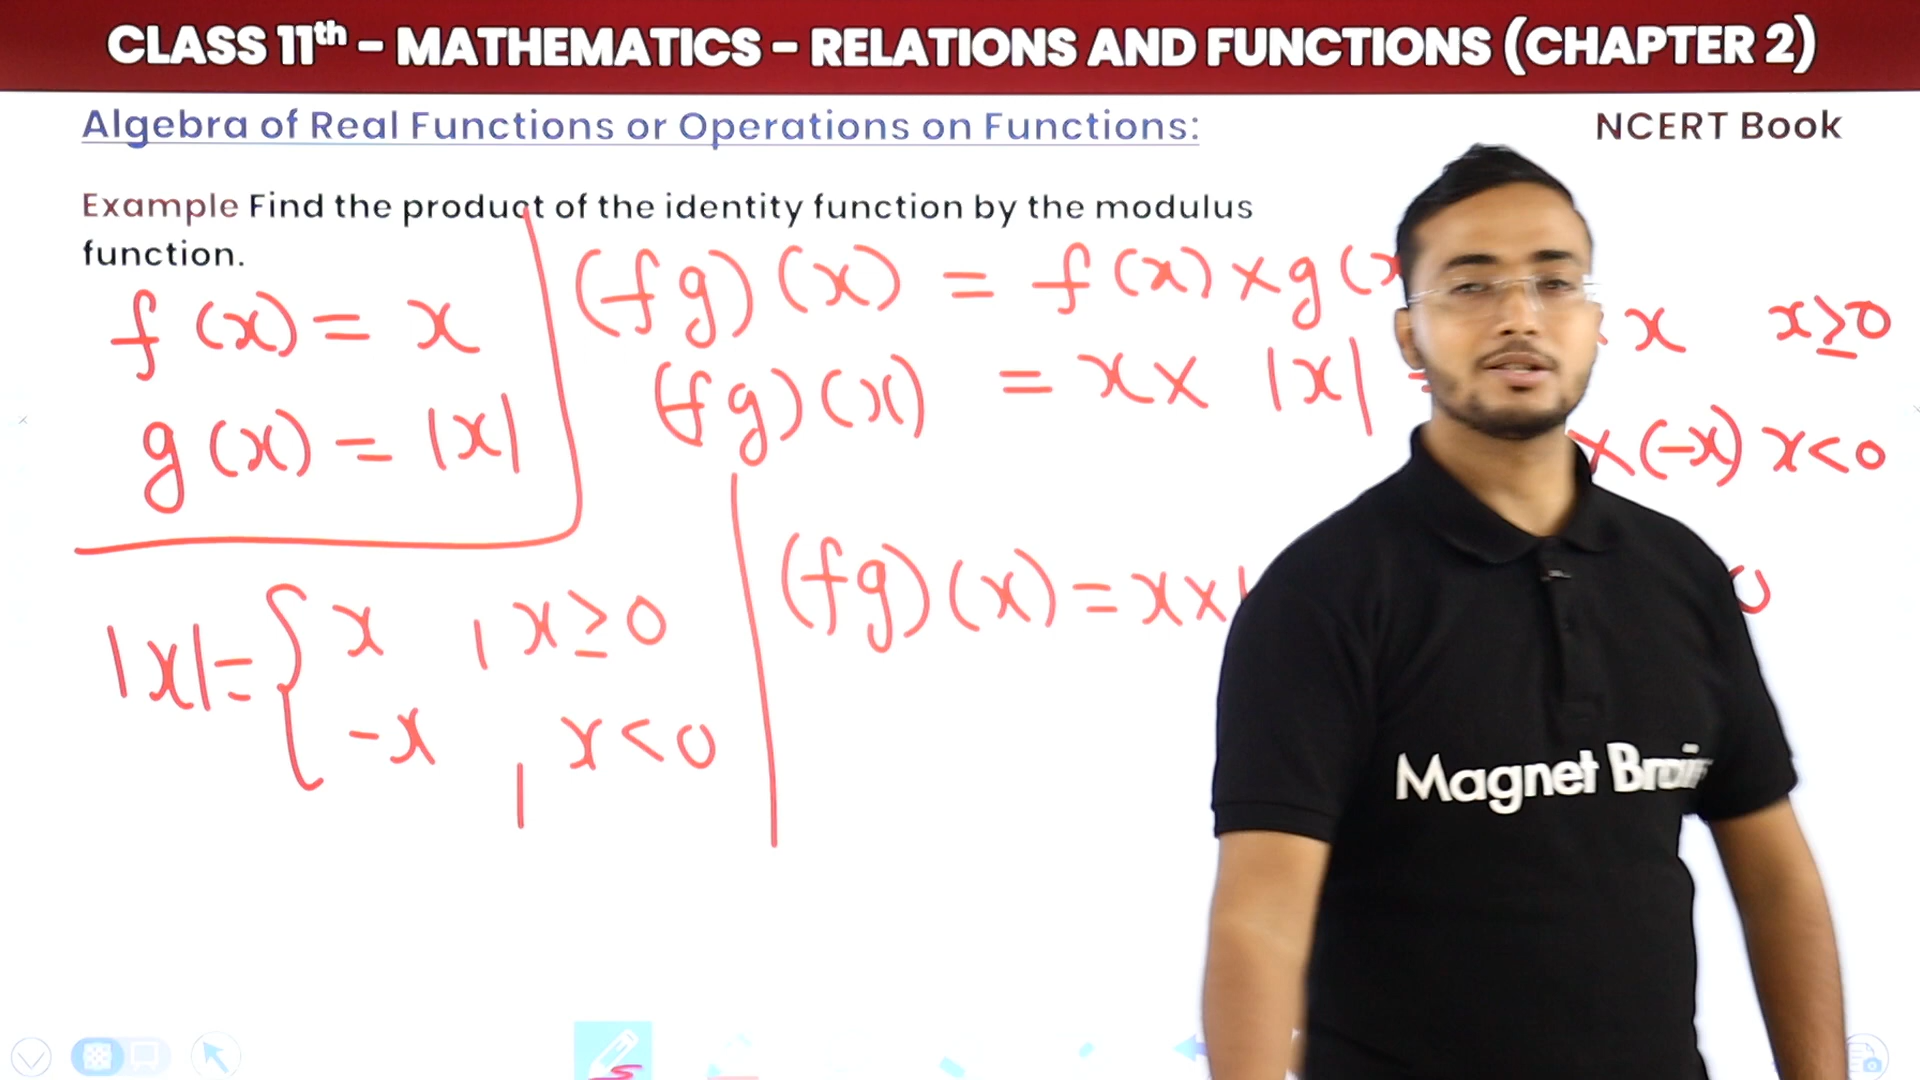 CLASS 11th - MATHEMATICS - RELATIONS AND FUNCTIONS (CHAPTER 2)
Algebra of Real Functions or Operations on Functions:
NCERT Book
Example Find the product of the identity function by the modulus
function.
f (x) = x
g (x) = |x|
(fg) (x) = f (x) × g (x
(fg) (x) = x × |x| =
x x ≥ 0
× (-x) x < 0
|x| = { x , x ≥ 0
-x , x < 0
(fg) (x) = x × |
0
Magnet Brain